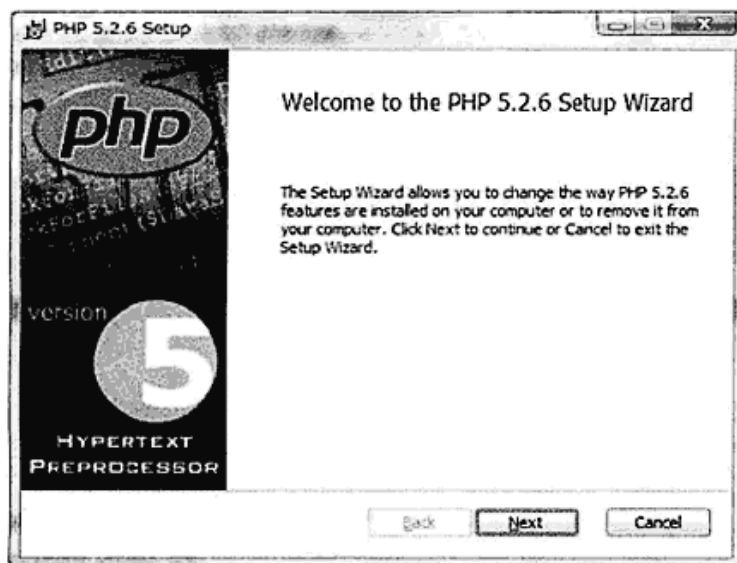 PHP 5.2.6 Setup
php
Welcome to the PHP 5.2.6 Setup Wizard
The Setup Wizard allows you to change the way PHP 5.2.6
features are installed on your computer or to remove it from
your computer. Click Next to continue or Cancel to exit the
Setup Wizard.
version
5
HYPERTEXT
PREPROCESSOR
Back
Next
Cancel